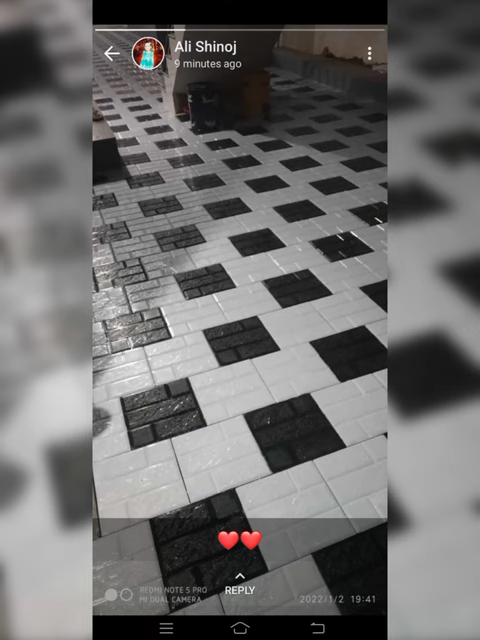 Ali Shinoj
9 minutes ago
❤️❤️
REPLY
REDMI NOTE 5 PRO
MI DUAL CAMERA
2022/1/2 19:41